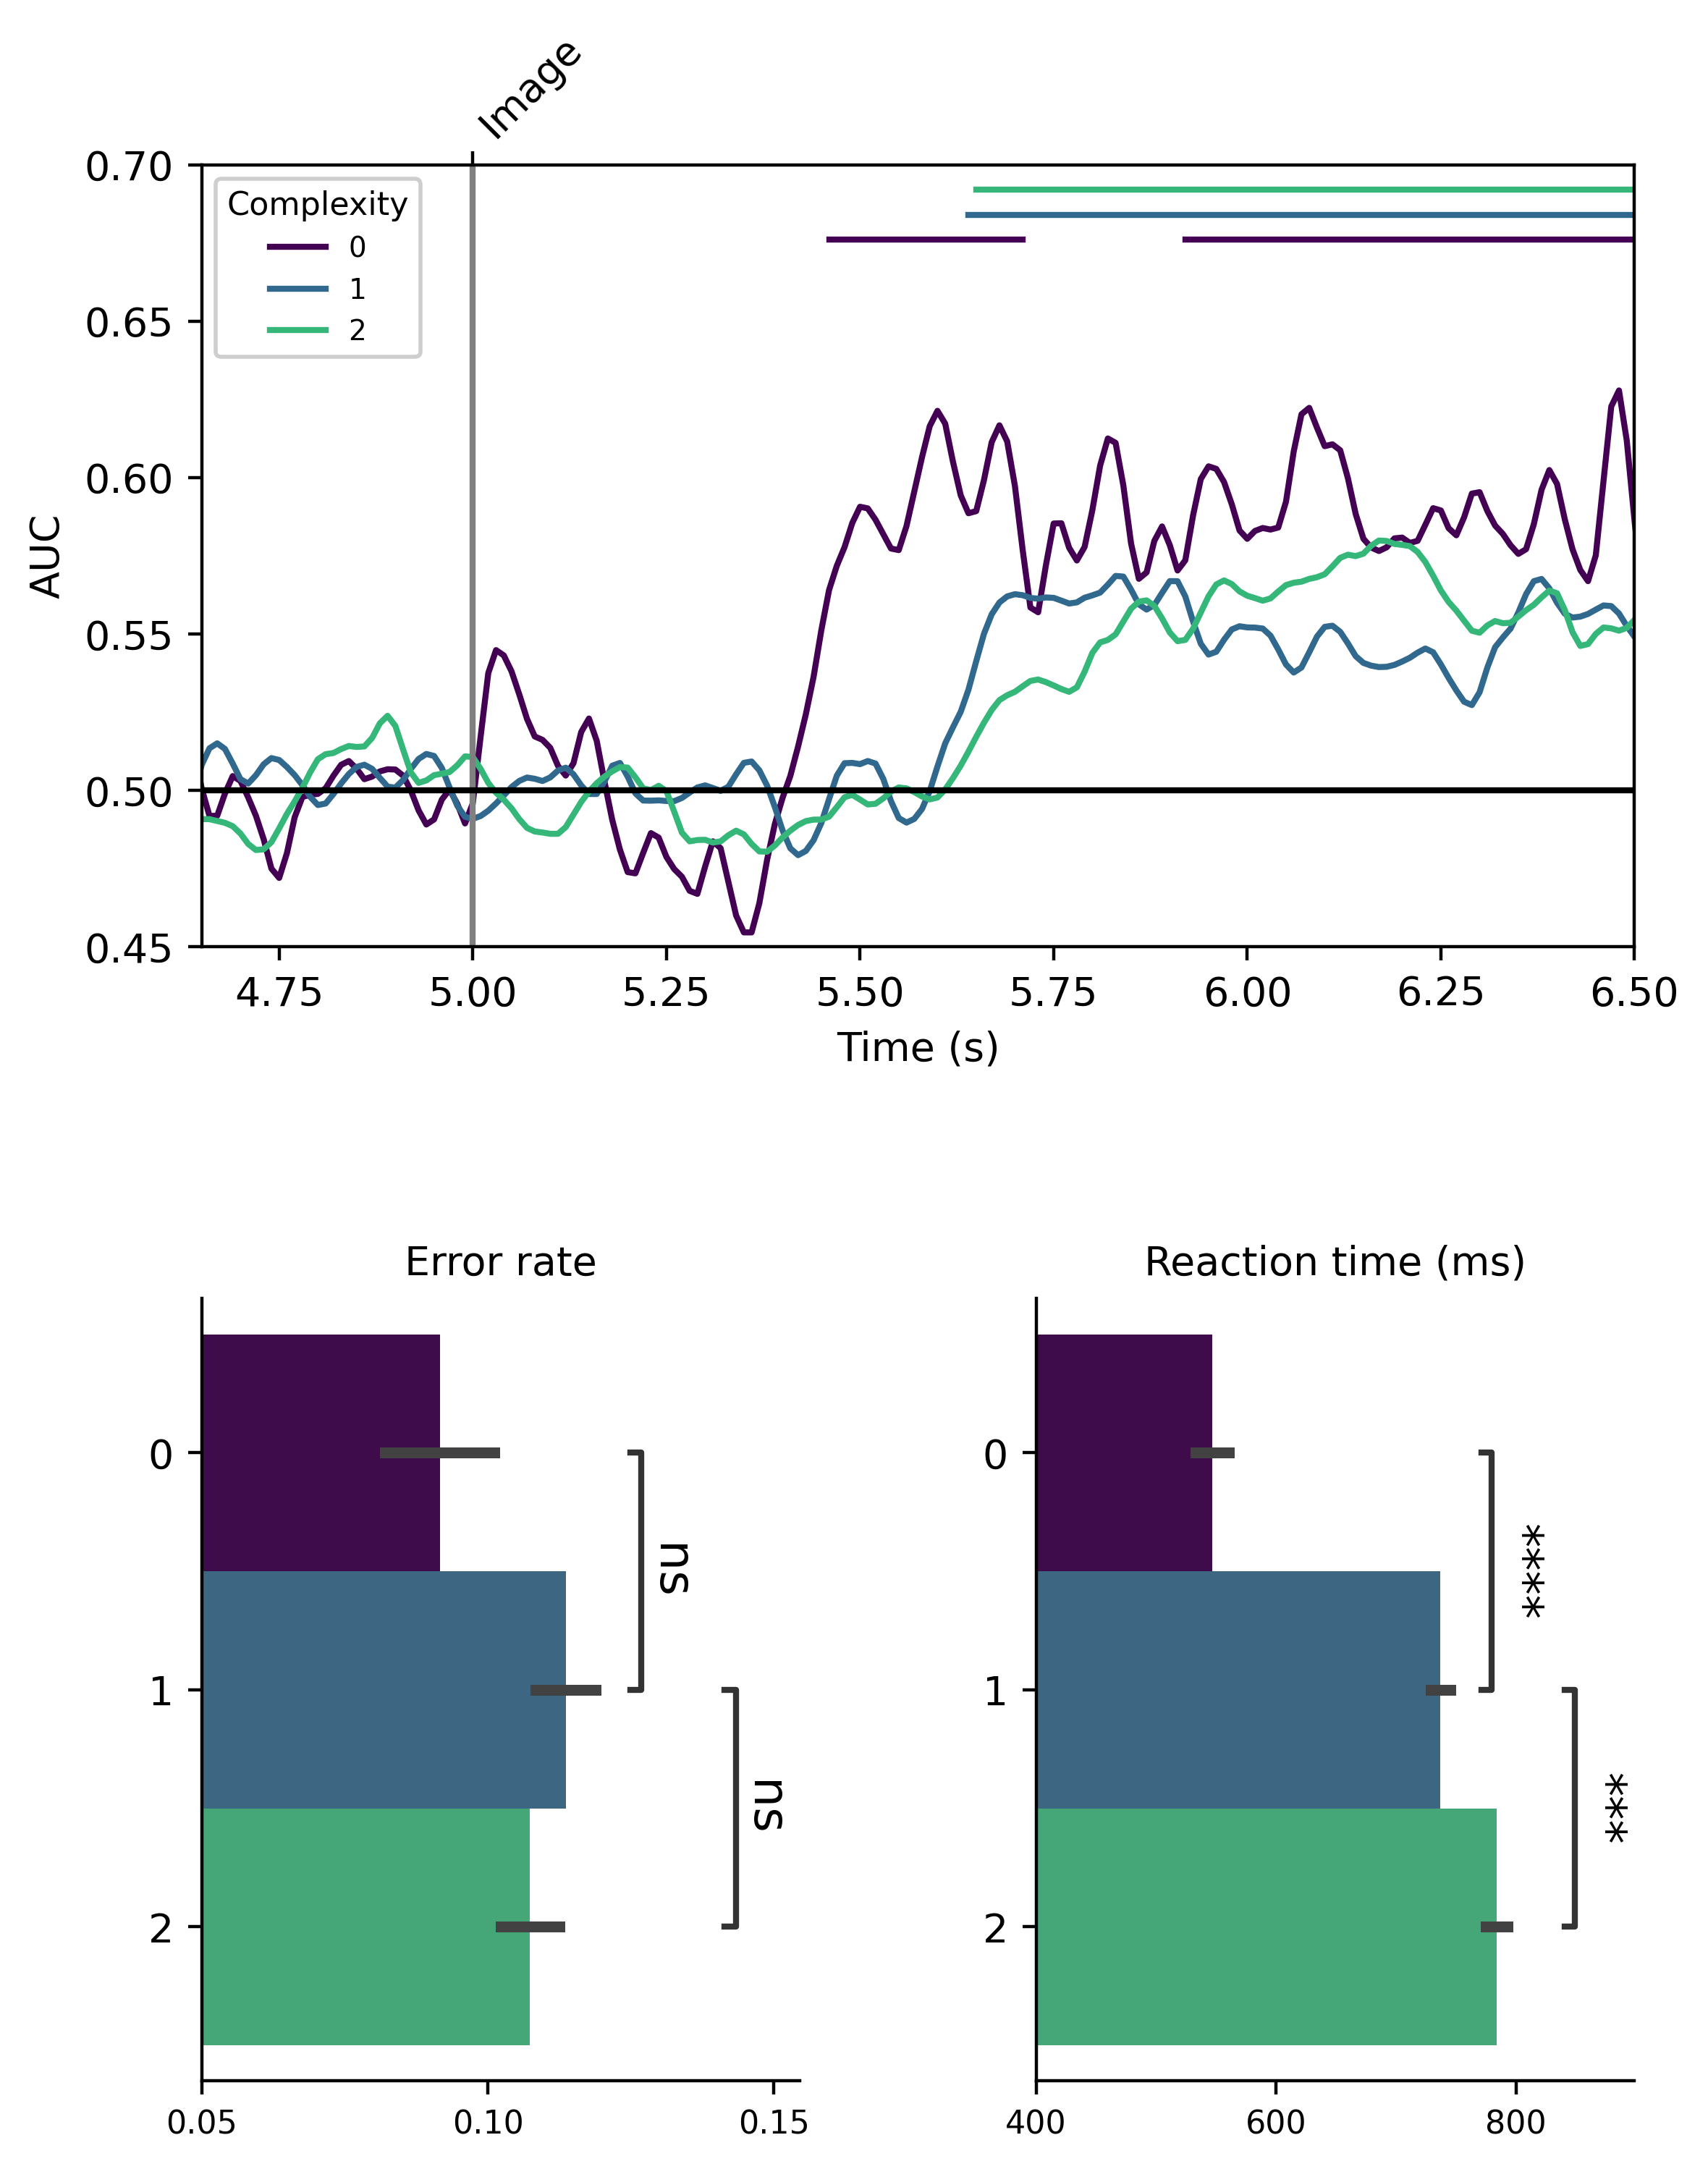 Image
0.70
0.65
0.60
0.55
0.50
0.45
AUC
Complexity
0
1
2
4.75 5.00 5.25 5.50 5.75 6.00 6.25 6.50
Time (s)
Error rate
0
1
2
ns
ns
0.05 0.10 0.15
Reaction time (ms)
0
1
2
****
***
400 600 800